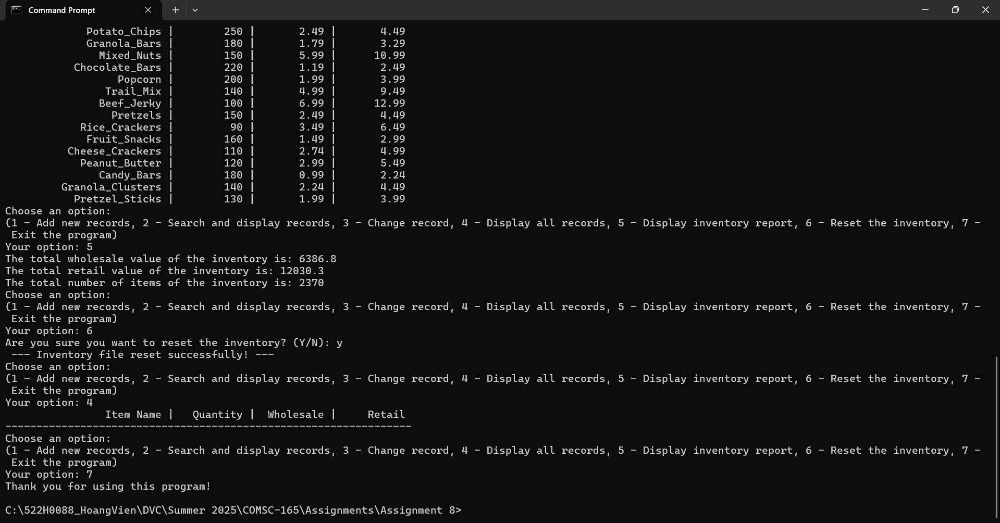 Command Prompt
Potato_Chips |        250 |       2.49 |       4.49
Granola_Bars |        180 |       1.79 |       3.29
Mixed_Nuts |        150 |       5.99 |      10.99
Chocolate_Bars |        220 |       1.19 |       2.49
Popcorn |        200 |       1.99 |       3.99
Trail_Mix |        140 |       4.99 |       9.49
Beef_Jerky |        100 |       6.99 |      12.99
Pretzels |        150 |       2.49 |       4.49
Rice_Crackers |         90 |       3.49 |       6.49
Fruit_Snacks |        160 |       1.49 |       2.99
Cheese_Crackers |        110 |       2.74 |       4.99
Peanut_Butter |        120 |       2.99 |       5.49
Candy_Bars |        180 |       0.99 |       2.24
Granola_Clusters |        140 |       2.24 |       4.49
Pretzel_Sticks |        130 |       1.99 |       3.99
Choose an option:
(1 - Add new records, 2 - Search and display records, 3 - Change record, 4 - Display all records, 5 - Display inventory report, 6 - Reset the inventory, 7 -
 Exit the program)
Your option: 5
The total wholesale value of the inventory is: 6386.8
The total retail value of the inventory is: 12030.3
The total number of items of the inventory is: 2370
Choose an option:
(1 - Add new records, 2 - Search and display records, 3 - Change record, 4 - Display all records, 5 - Display inventory report, 6 - Reset the inventory, 7 -
 Exit the program)
Your option: 6
Are you sure you want to reset the inventory? (Y/N): y
 --- Inventory file reset successfully! ---
Choose an option:
(1 - Add new records, 2 - Search and display records, 3 - Change record, 4 - Display all records, 5 - Display inventory report, 6 - Reset the inventory, 7 -
 Exit the program)
Your option: 4
Item Name |   Quantity |  Wholesale |     Retail
-----------------------------------------------------------------
Choose an option:
(1 - Add new records, 2 - Search and display records, 3 - Change record, 4 - Display all records, 5 - Display inventory report, 6 - Reset the inventory, 7 -
 Exit the program)
Your option: 7
Thank you for using this program!
C:\522H0088_HoangVien\DVC\Summer 2025\COMSC-165\Assignments\Assignment 8>